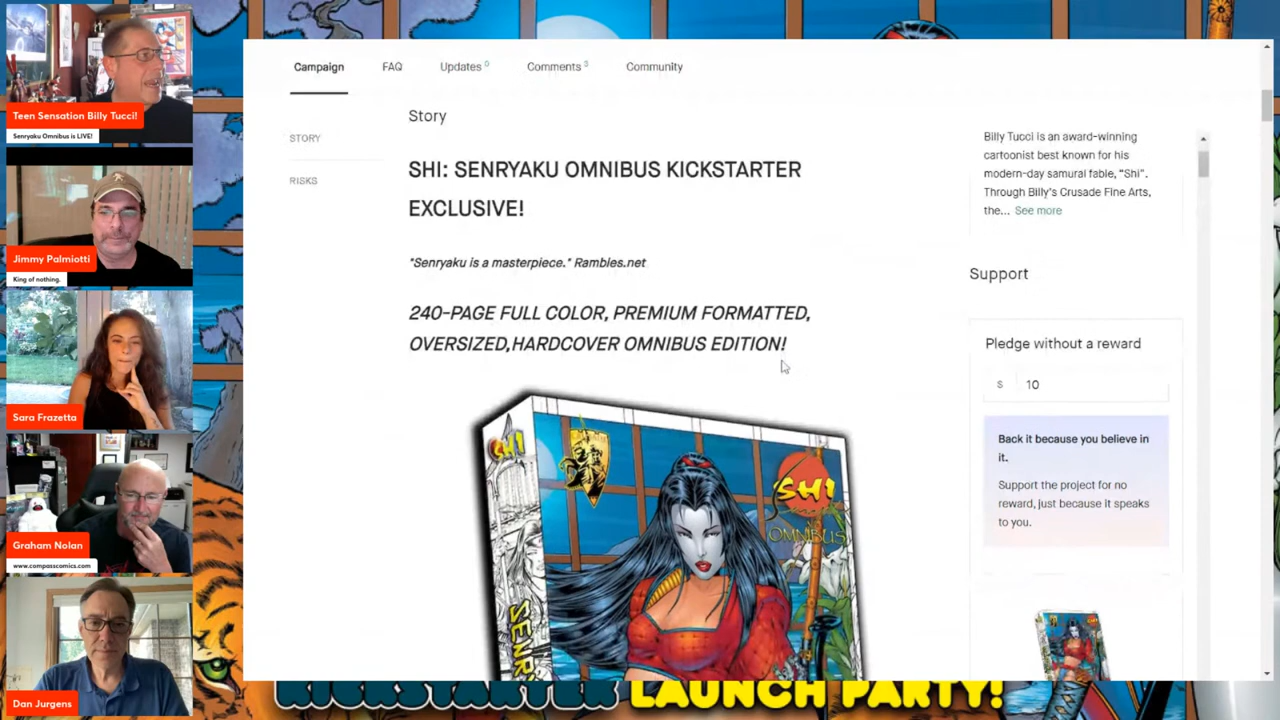 Teen Sensation Billy Tucci!
Senryaku Omnibus is LIVE!
Jimmy Palmiotti
King of nothing.
Sara Frazetta
Graham Nolan
www.compasscomics.com
Dan Jurgens
Campaign
FAQ
Updates 0
Comments 3
Community
STORY
RISKS
Story
SHI: SENRYAKU OMNIBUS KICKSTARTER
EXCLUSIVE!
"Senryaku is a masterpiece." Rambles.net
240-PAGE FULL COLOR, PREMIUM FORMATTED,
OVERSIZED,HARDCOVER OMNIBUS EDITION!
SHI
SENRY
SHI
OMNIBUS
Billy Tucci is an award-winning
cartoonist best known for his
modern-day samurai fable, "Shi".
Through Billy's Crusade Fine Arts,
the... See more
Support
Pledge without a reward
$ 10
Back it because you believe in
it.
Support the project for no
reward, just because it speaks
to you.
SHI
KICKSTARTER LAUNCH PARTY!